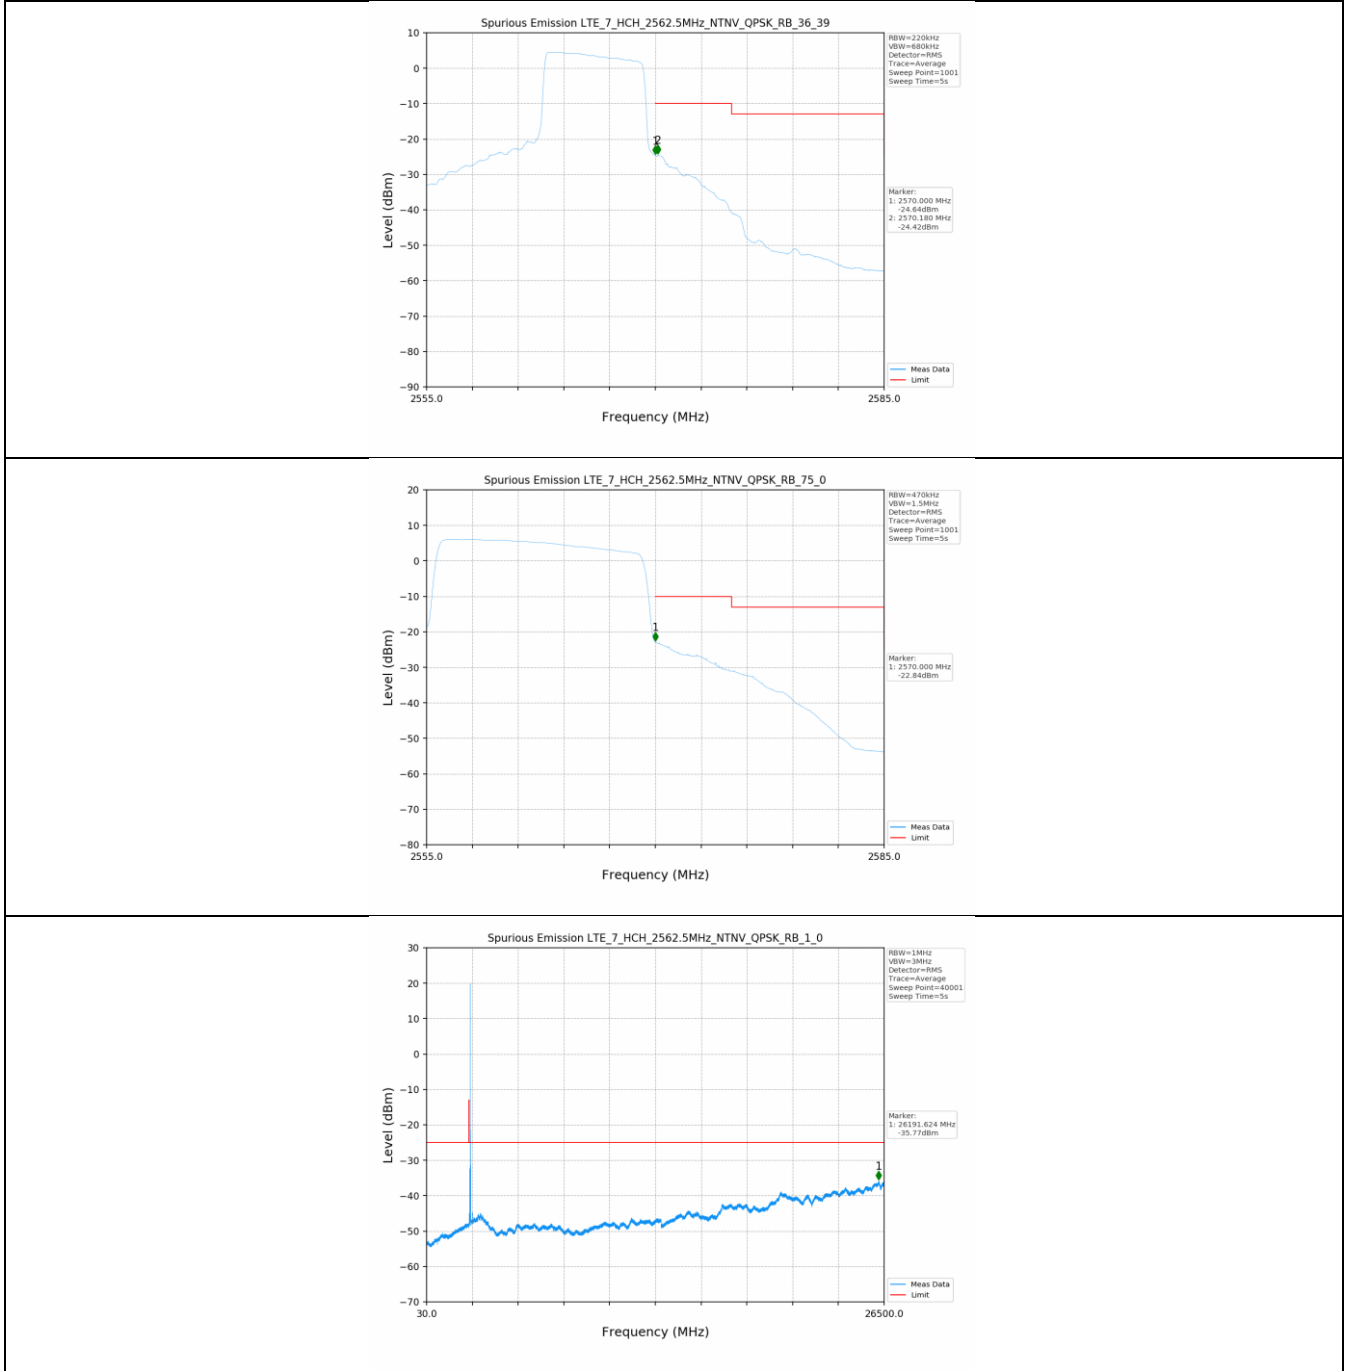 Spurious Emission LTE_7_HCH_2562.5MHz_NTNV_QPSK_RB_36_39
10
0
−10
−20
−30
−40
−50
−60
−70
−80
−90
Level (dBm)
2555.0
2585.0
Frequency (MHz)
1
2
RBW=220kHz
VBW=680kHz
Detector=RMS
Trace=Average
Sweep Point=1001
Sweep Time=5s
Marker:
1: 2570.000 MHz
-24.64dBm
2: 2570.180 MHz
-24.42dBm
Meas Data
Limit
Spurious Emission LTE_7_HCH_2562.5MHz_NTNV_QPSK_RB_75_0
20
10
0
−10
−20
−30
−40
−50
−60
−70
−80
Level (dBm)
2555.0
2585.0
Frequency (MHz)
1
RBW=470kHz
VBW=1.5MHz
Detector=RMS
Trace=Average
Sweep Point=1001
Sweep Time=5s
Marker:
1: 2570.000 MHz
-22.84dBm
Meas Data
Limit
Spurious Emission LTE_7_HCH_2562.5MHz_NTNV_QPSK_RB_1_0
30
20
10
0
−10
−20
−30
−40
−50
−60
−70
Level (dBm)
30.0
26500.0
Frequency (MHz)
1
RBW=1MHz
VBW=3MHz
Detector=RMS
Trace=Average
Sweep Point=40001
Sweep Time=5s
Marker:
1: 26191.624 MHz
-35.77dBm
Meas Data
Limit